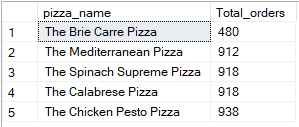 pizza_name Total_orders
1 The Brie Carre Pizza 480
2 The Mediterranean Pizza 912
3 The Spinach Supreme Pizza 918
4 The Calabrese Pizza 918
5 The Chicken Pesto Pizza 938